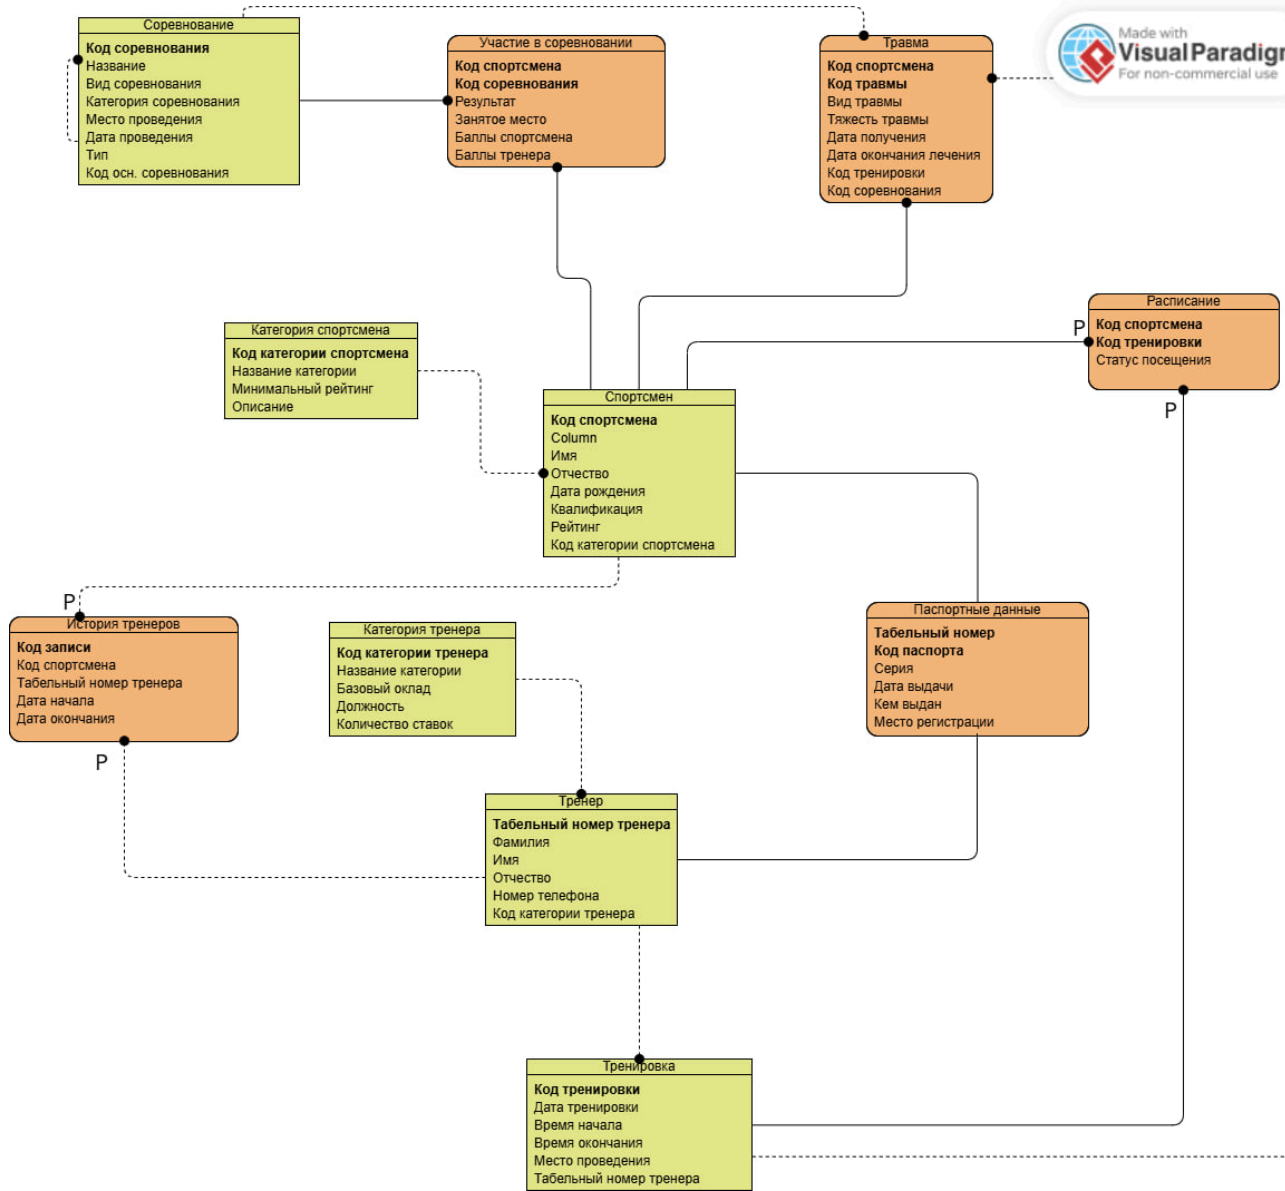 Соревнование
Код соревнования
Название
Вид соревнования
Категория соревнования
Место проведения
Дата проведения
Тип
Код осн. соревнования
Участие в соревновании
Код спортсмена
Код соревнования
Результат
Занятое место
Баллы спортсмена
Баллы тренера
Травма
Код спортсмена
Код травмы
Вид травмы
Тяжесть травмы
Дата получения
Дата окончания лечения
Код тренировки
Код соревнования
Made with
Visual Paradigm
For non-commercial use
Расписание
Код спортсмена
Код тренировки
Статус посещения
P
P
Категория спортсмена
Код категории спортсмена
Название категории
Минимальный рейтинг
Описание
Спортсмен
Код спортсмена
Column
Имя
Отчество
Дата рождения
Квалификация
Рейтинг
Код категории спортсмена
P
История тренеров
Код записи
Код спортсмена
Табельный номер тренера
Дата начала
Дата окончания
P
Категория тренера
Код категории тренера
Название категории
Базовый оклад
Должность
Количество ставок
Паспортные данные
Табельный номер
Код паспорта
Серия
Дата выдачи
Кем выдан
Место регистрации
Тренер
Табельный номер тренера
Фамилия
Имя
Отчество
Номер телефона
Код категории тренера
Тренировка
Код тренировки
Дата тренировки
Время начала
Время окончания
Место проведения
Табельный номер тренера